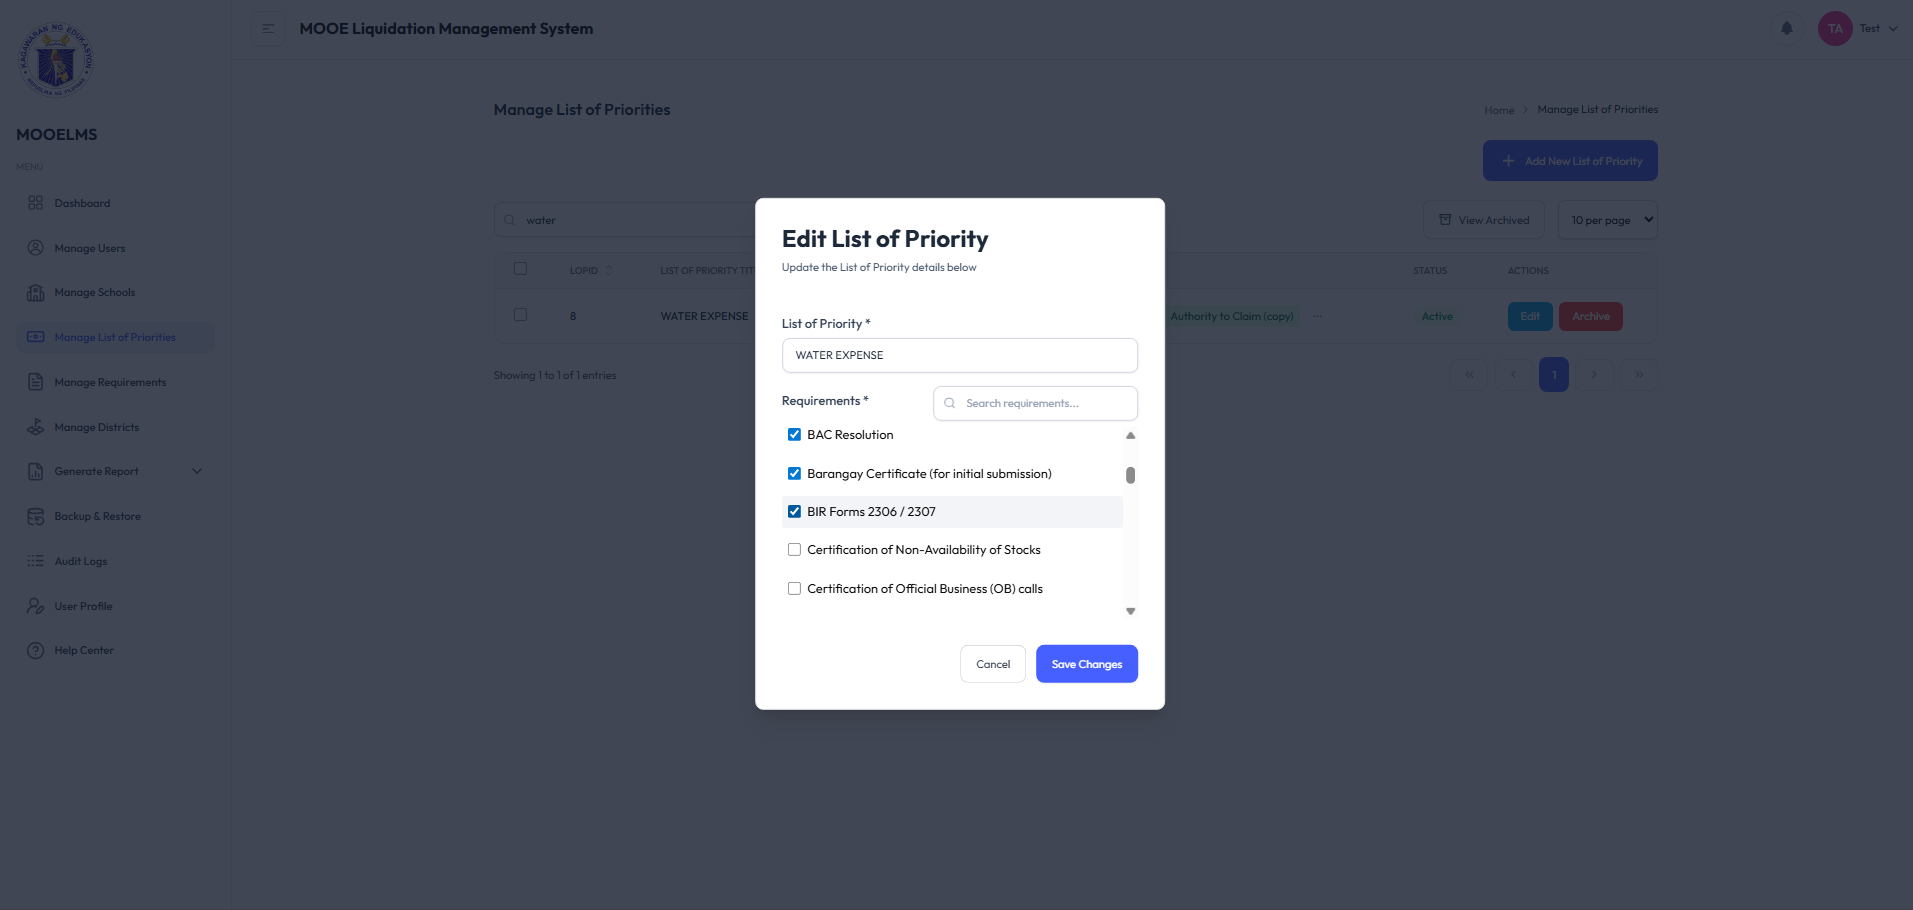 KAGAWARAN NG EDUKASYON
REPUBLIKA NG PILIPINAS
MOOE Liquidation Management System
TA
Test
MOOELMS
MENU
Dashboard
Manage Users
Manage Schools
Manage List of Priorities
Manage Requirements
Manage Districts
Generate Report
Backup & Restore
Audit Logs
User Profile
Help Center
Manage List of Priorities
Home > Manage List of Priorities
+ Add New List of Priority
water
View Archived
10 per page
LOPID
LIST OF PRIORITY TIT
STATUS
ACTIONS
8
WATER EXPENSE
Authority to Claim (copy)
...
Active
Edit
Archive
Showing 1 to 1 of 1 entries
« ‹ 1 › »
Edit List of Priority
Update the List of Priority details below
List of Priority *
WATER EXPENSE
Requirements *
Search requirements...
BAC Resolution
Barangay Certificate (for initial submission)
BIR Forms 2306 / 2307
Certification of Non-Availability of Stocks
Certification of Official Business (OB) calls
Cancel
Save Changes